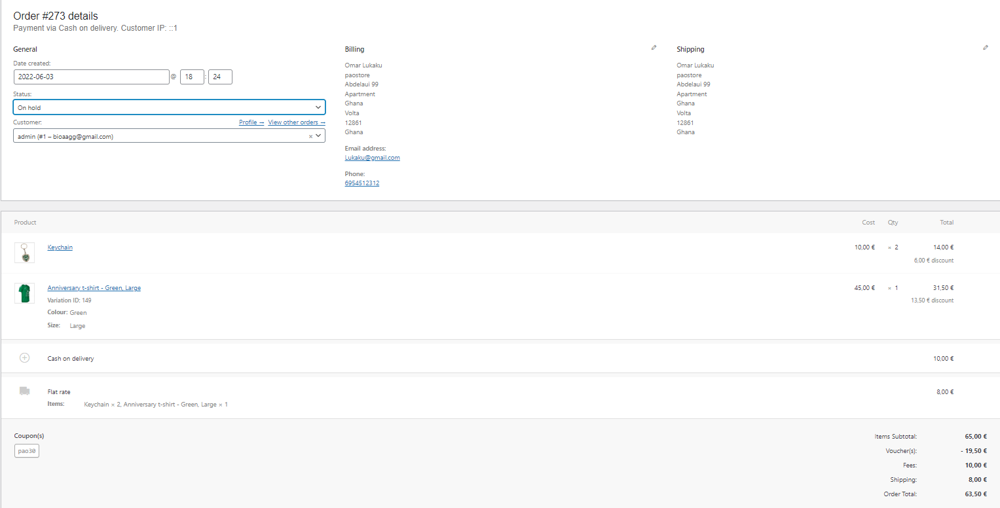 Order #273 details
Payment via Cash on delivery. Customer IP: ::1
General
Date created:
2022-06-03 @ 18 : 24
Status:
On hold
Customer: Profile → View other orders →
admin (#1 – bioaagg@gmail.com) ×
Billing
Omar Lukaku
paostore
Abdelaui 99
Apartment
Ghana
Volta
12861
Ghana
Email address:
Lukaku@gmail.com
Phone:
6954512312
Shipping
Omar Lukaku
paostore
Abdelaui 99
Apartment
Ghana
Volta
12861
Ghana
Product Cost Qty Total
Keychain 10,00 € × 2 14,00 €
6,00 € discount
Anniversary t-shirt - Green, Large 45,00 € × 1 31,50 €
Variation ID: 149 13,50 € discount
Colour: Green
Size: Large
Cash on delivery 10,00 €
Flat rate 8,00 €
Items: Keychain × 2, Anniversary t-shirt - Green, Large × 1
Coupon(s)
pao30
Items Subtotal: 65,00 €
Voucher(s): - 19,50 €
Fees: 10,00 €
Shipping: 8,00 €
Order Total: 63,50 €